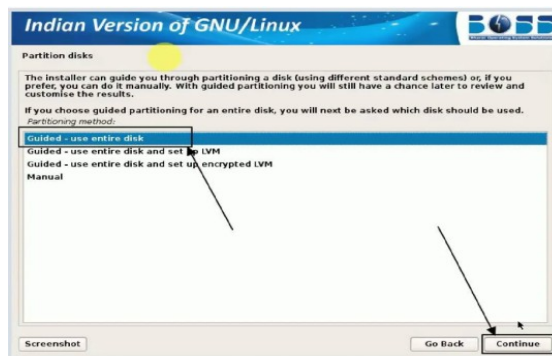 Indian Version of GNU/Linux
BOSS
Partition disks
The installer can guide you through partitioning a disk (using different standard schemes) or, if you
prefer, you can do it manually. With guided partitioning you will still have a chance later to review and
customise the results.
If you choose guided partitioning for an entire disk, you will next be asked which disk should be used.
Partitioning method:
Guided - use entire disk
Guided - use entire disk and set up LVM
Guided - use entire disk and set up encrypted LVM
Manual
Screenshot
Go Back
Continue